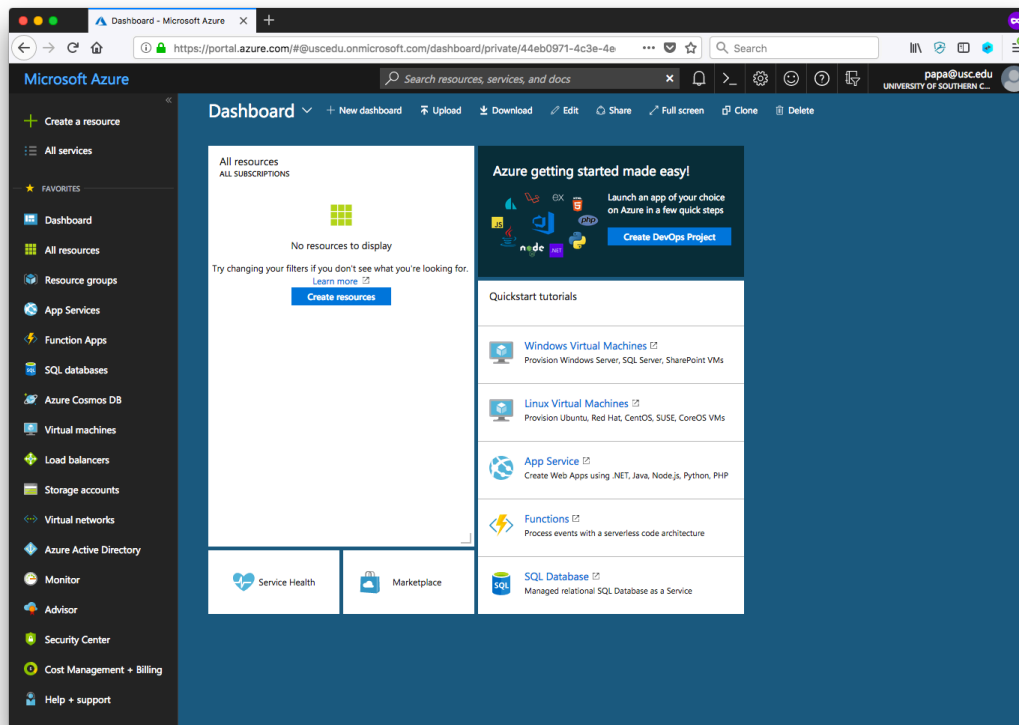 Dashboard - Microsoft Azure
https://portal.azure.com/#@uscedu.onmicrosoft.com/dashboard/private/44eb0971-4c3e-4e
Search
Microsoft Azure
Search resources, services, and docs
papa@usc.edu
UNIVERSITY OF SOUTHERN C...
Create a resource
All services
FAVORITES
Dashboard
All resources
Resource groups
App Services
Function Apps
SQL databases
Azure Cosmos DB
Virtual machines
Load balancers
Storage accounts
Virtual networks
Azure Active Directory
Monitor
Advisor
Security Center
Cost Management + Billing
Help + support
Dashboard
New dashboard
Upload
Download
Edit
Share
Full screen
Clone
Delete
All resources
ALL SUBSCRIPTIONS
No resources to display
Try changing your filters if you don't see what you're looking for.
Learn more
Create resources
Service Health
Marketplace
Azure getting started made easy!
ex
JS
php
node
.NET
Launch an app of your choice
on Azure in a few quick steps
Create DevOps Project
Quickstart tutorials
Windows Virtual Machines
Provision Windows Server, SQL Server, SharePoint VMs
Linux Virtual Machines
Provision Ubuntu, Red Hat, CentOS, SUSE, CoreOS VMs
App Service
Create Web Apps using .NET, Java, Node.js, Python, PHP
Functions
Process events with a serverless code architecture
SQL
SQL Database
Managed relational SQL Database as a Service